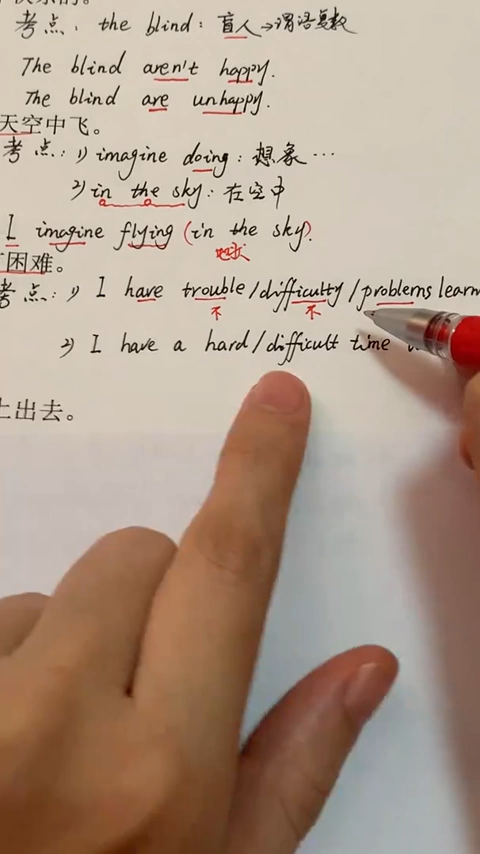 考点：the blind：盲人→谓语复数
The blind aren't happy.
The blind are unhappy.
天空中飞。
考点：1) imagine doing：想象…
2) in the sky：在空中
I imagine flying (in the sky).
地状
困难。
考点：1) I have trouble/difficulty/problems learn
不 不
2) I have a hard/difficult time
上出去。